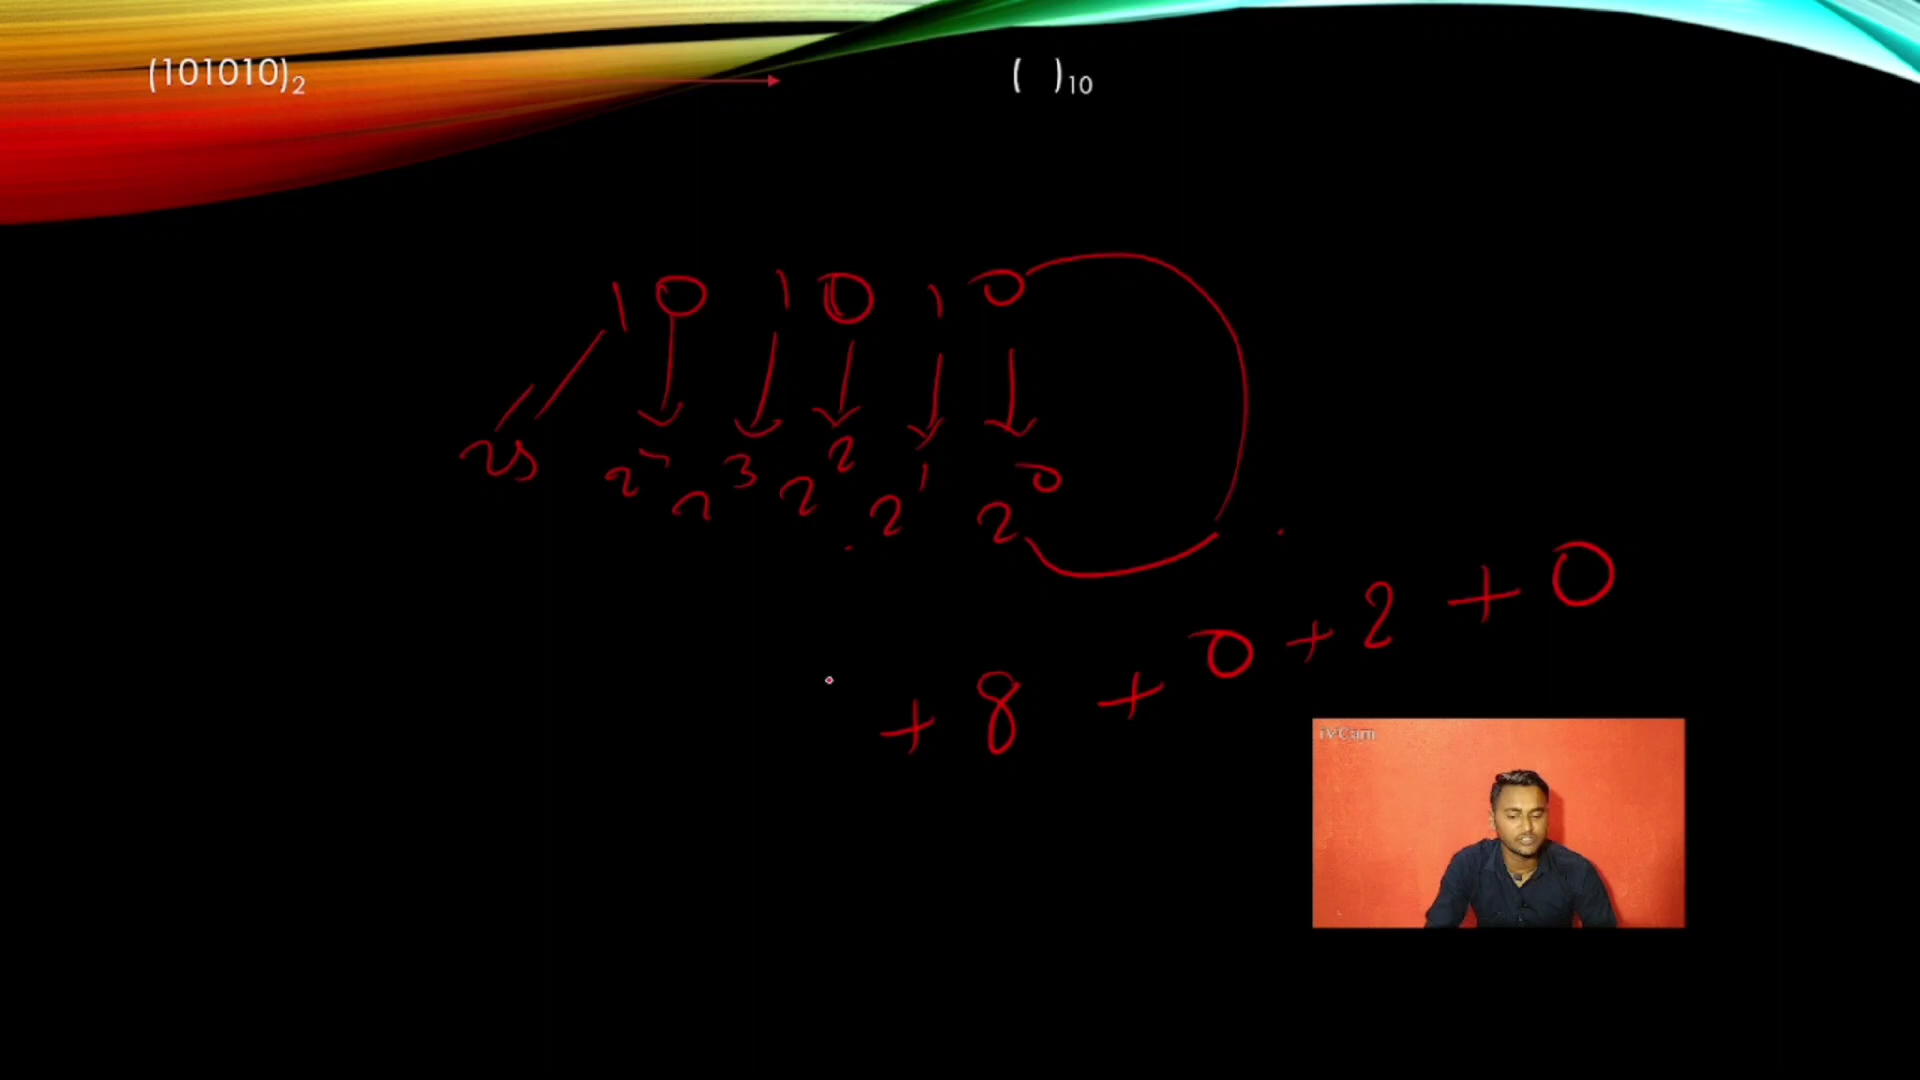 (101010)₂ ( )₁₀
1 0 1 0 1 0
2⁵ 2 2³ 2² 2¹ 2⁰
+ 8 + 0 + 2 + 0
iVCam